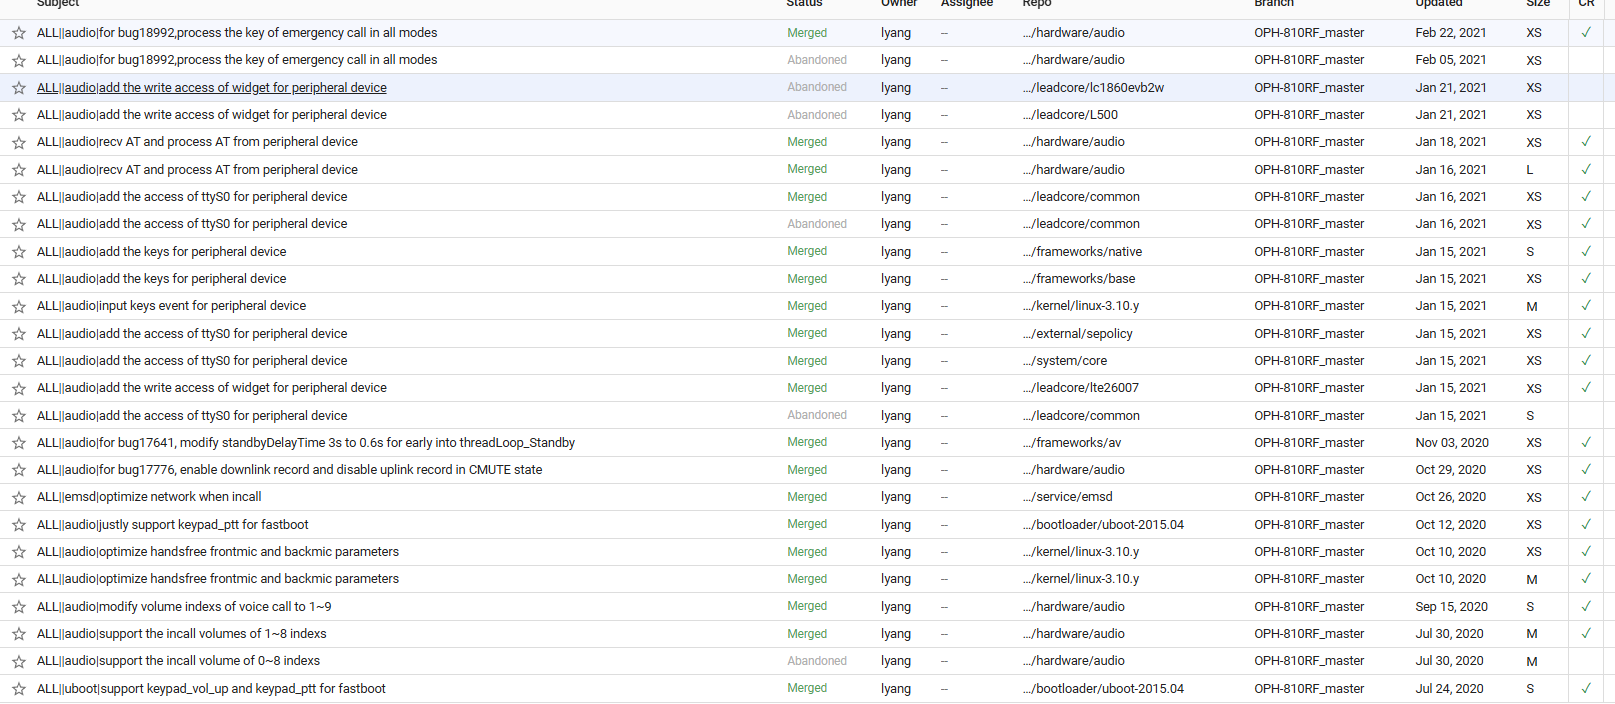 Subject Status Owner Assignee Repo Branch Updated Size CR
ALL||audio|for bug18992,process the key of emergency call in all modes Merged lyang -- .../hardware/audio OPH-810RF_master Feb 22, 2021 XS ✓
ALL||audio|for bug18992,process the key of emergency call in all modes Abandoned lyang -- .../hardware/audio OPH-810RF_master Feb 05, 2021 XS
ALL||audio|add the write access of widget for peripheral device Abandoned lyang -- .../leadcore/lc1860evb2w OPH-810RF_master Jan 21, 2021 XS
ALL||audio|add the write access of widget for peripheral device Abandoned lyang -- .../leadcore/L500 OPH-810RF_master Jan 21, 2021 XS
ALL||audio|recv AT and process AT from peripheral device Merged lyang -- .../hardware/audio OPH-810RF_master Jan 18, 2021 XS ✓
ALL||audio|recv AT and process AT from peripheral device Merged lyang -- .../hardware/audio OPH-810RF_master Jan 16, 2021 L ✓
ALL||audio|add the access of ttyS0 for peripheral device Merged lyang -- .../leadcore/common OPH-810RF_master Jan 16, 2021 XS ✓
ALL||audio|add the access of ttyS0 for peripheral device Abandoned lyang -- .../leadcore/common OPH-810RF_master Jan 16, 2021 XS ✓
ALL||audio|add the keys for peripheral device Merged lyang -- .../frameworks/native OPH-810RF_master Jan 15, 2021 S ✓
ALL||audio|add the keys for peripheral device Merged lyang -- .../frameworks/base OPH-810RF_master Jan 15, 2021 XS ✓
ALL||audio|input keys event for peripheral device Merged lyang -- .../kernel/linux-3.10.y OPH-810RF_master Jan 15, 2021 M ✓
ALL||audio|add the access of ttyS0 for peripheral device Merged lyang -- .../external/sepolicy OPH-810RF_master Jan 15, 2021 XS ✓
ALL||audio|add the access of ttyS0 for peripheral device Merged lyang -- .../system/core OPH-810RF_master Jan 15, 2021 XS ✓
ALL||audio|add the write access of widget for peripheral device Merged lyang -- .../leadcore/lte26007 OPH-810RF_master Jan 15, 2021 XS ✓
ALL||audio|add the access of ttyS0 for peripheral device Abandoned lyang -- .../leadcore/common OPH-810RF_master Jan 15, 2021 S
ALL||audio|for bug17641, modify standbyDelayTime 3s to 0.6s for early into threadLoop_Standby Merged lyang -- .../frameworks/av OPH-810RF_master Nov 03, 2020 XS ✓
ALL||audio|for bug17776, enable downlink record and disable uplink record in CMUTE state Merged lyang -- .../hardware/audio OPH-810RF_master Oct 29, 2020 XS ✓
ALL||emsd|optimize network when incall Merged lyang -- .../service/emsd OPH-810RF_master Oct 26, 2020 XS ✓
ALL||audio|justly support keypad_ptt for fastboot Merged lyang -- .../bootloader/uboot-2015.04 OPH-810RF_master Oct 12, 2020 XS ✓
ALL||audio|optimize handsfree frontmic and backmic parameters Merged lyang -- .../kernel/linux-3.10.y OPH-810RF_master Oct 10, 2020 XS ✓
ALL||audio|optimize handsfree frontmic and backmic parameters Merged lyang -- .../kernel/linux-3.10.y OPH-810RF_master Oct 10, 2020 M ✓
ALL||audio|modify volume indexs of voice call to 1~9 Merged lyang -- .../hardware/audio OPH-810RF_master Sep 15, 2020 S ✓
ALL||audio|support the incall volumes of 1~8 indexs Merged lyang -- .../hardware/audio OPH-810RF_master Jul 30, 2020 M ✓
ALL||audio|support the incall volume of 0~8 indexs Abandoned lyang -- .../hardware/audio OPH-810RF_master Jul 30, 2020 M
ALL||uboot|support keypad_vol_up and keypad_ptt for fastboot Merged lyang -- .../bootloader/uboot-2015.04 OPH-810RF_master Jul 24, 2020 S ✓